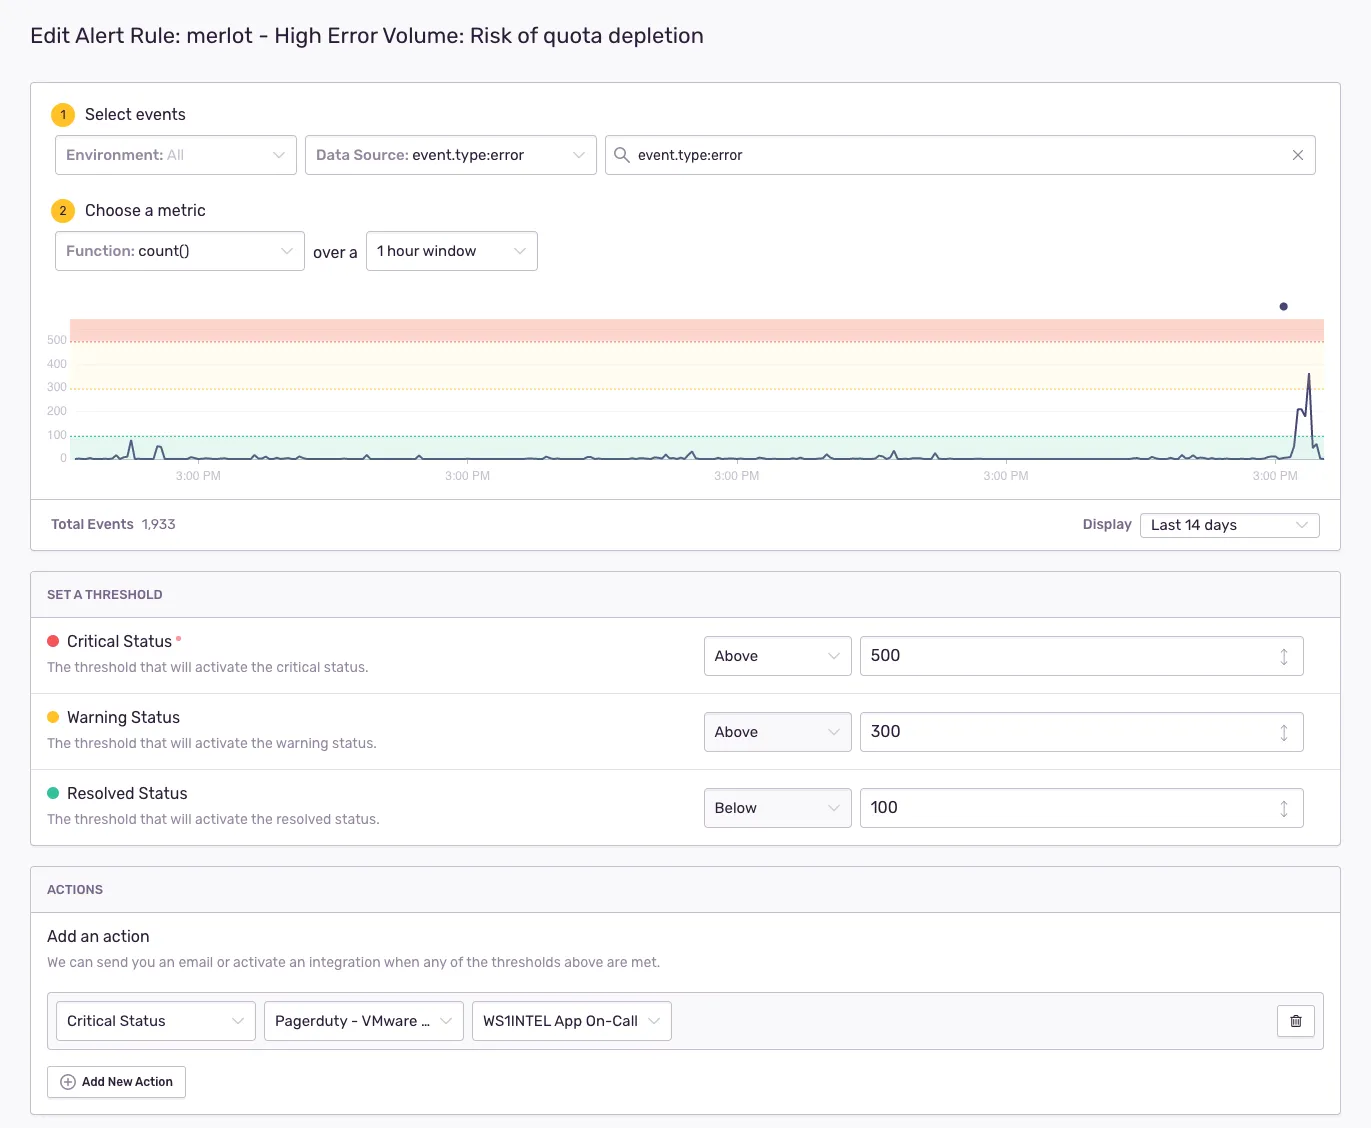 Edit Alert Rule: merlot - High Error Volume: Risk of quota depletion
1 Select events
Environment: All
Data Source: event.type:error
event.type:error
2 Choose a metric
Function: count()
over a
1 hour window
500
400
300
200
100
0
3:00 PM 3:00 PM 3:00 PM 3:00 PM 3:00 PM
Total Events 1,933
Display Last 14 days
SET A THRESHOLD
Critical Status
The threshold that will activate the critical status.
Above 500
Warning Status
The threshold that will activate the warning status.
Above 300
Resolved Status
The threshold that will activate the resolved status.
Below 100
ACTIONS
Add an action
We can send you an email or activate an integration when any of the thresholds above are met.
Critical Status
Pagerduty - VMware ...
WS1INTEL App On-Call
Add New Action